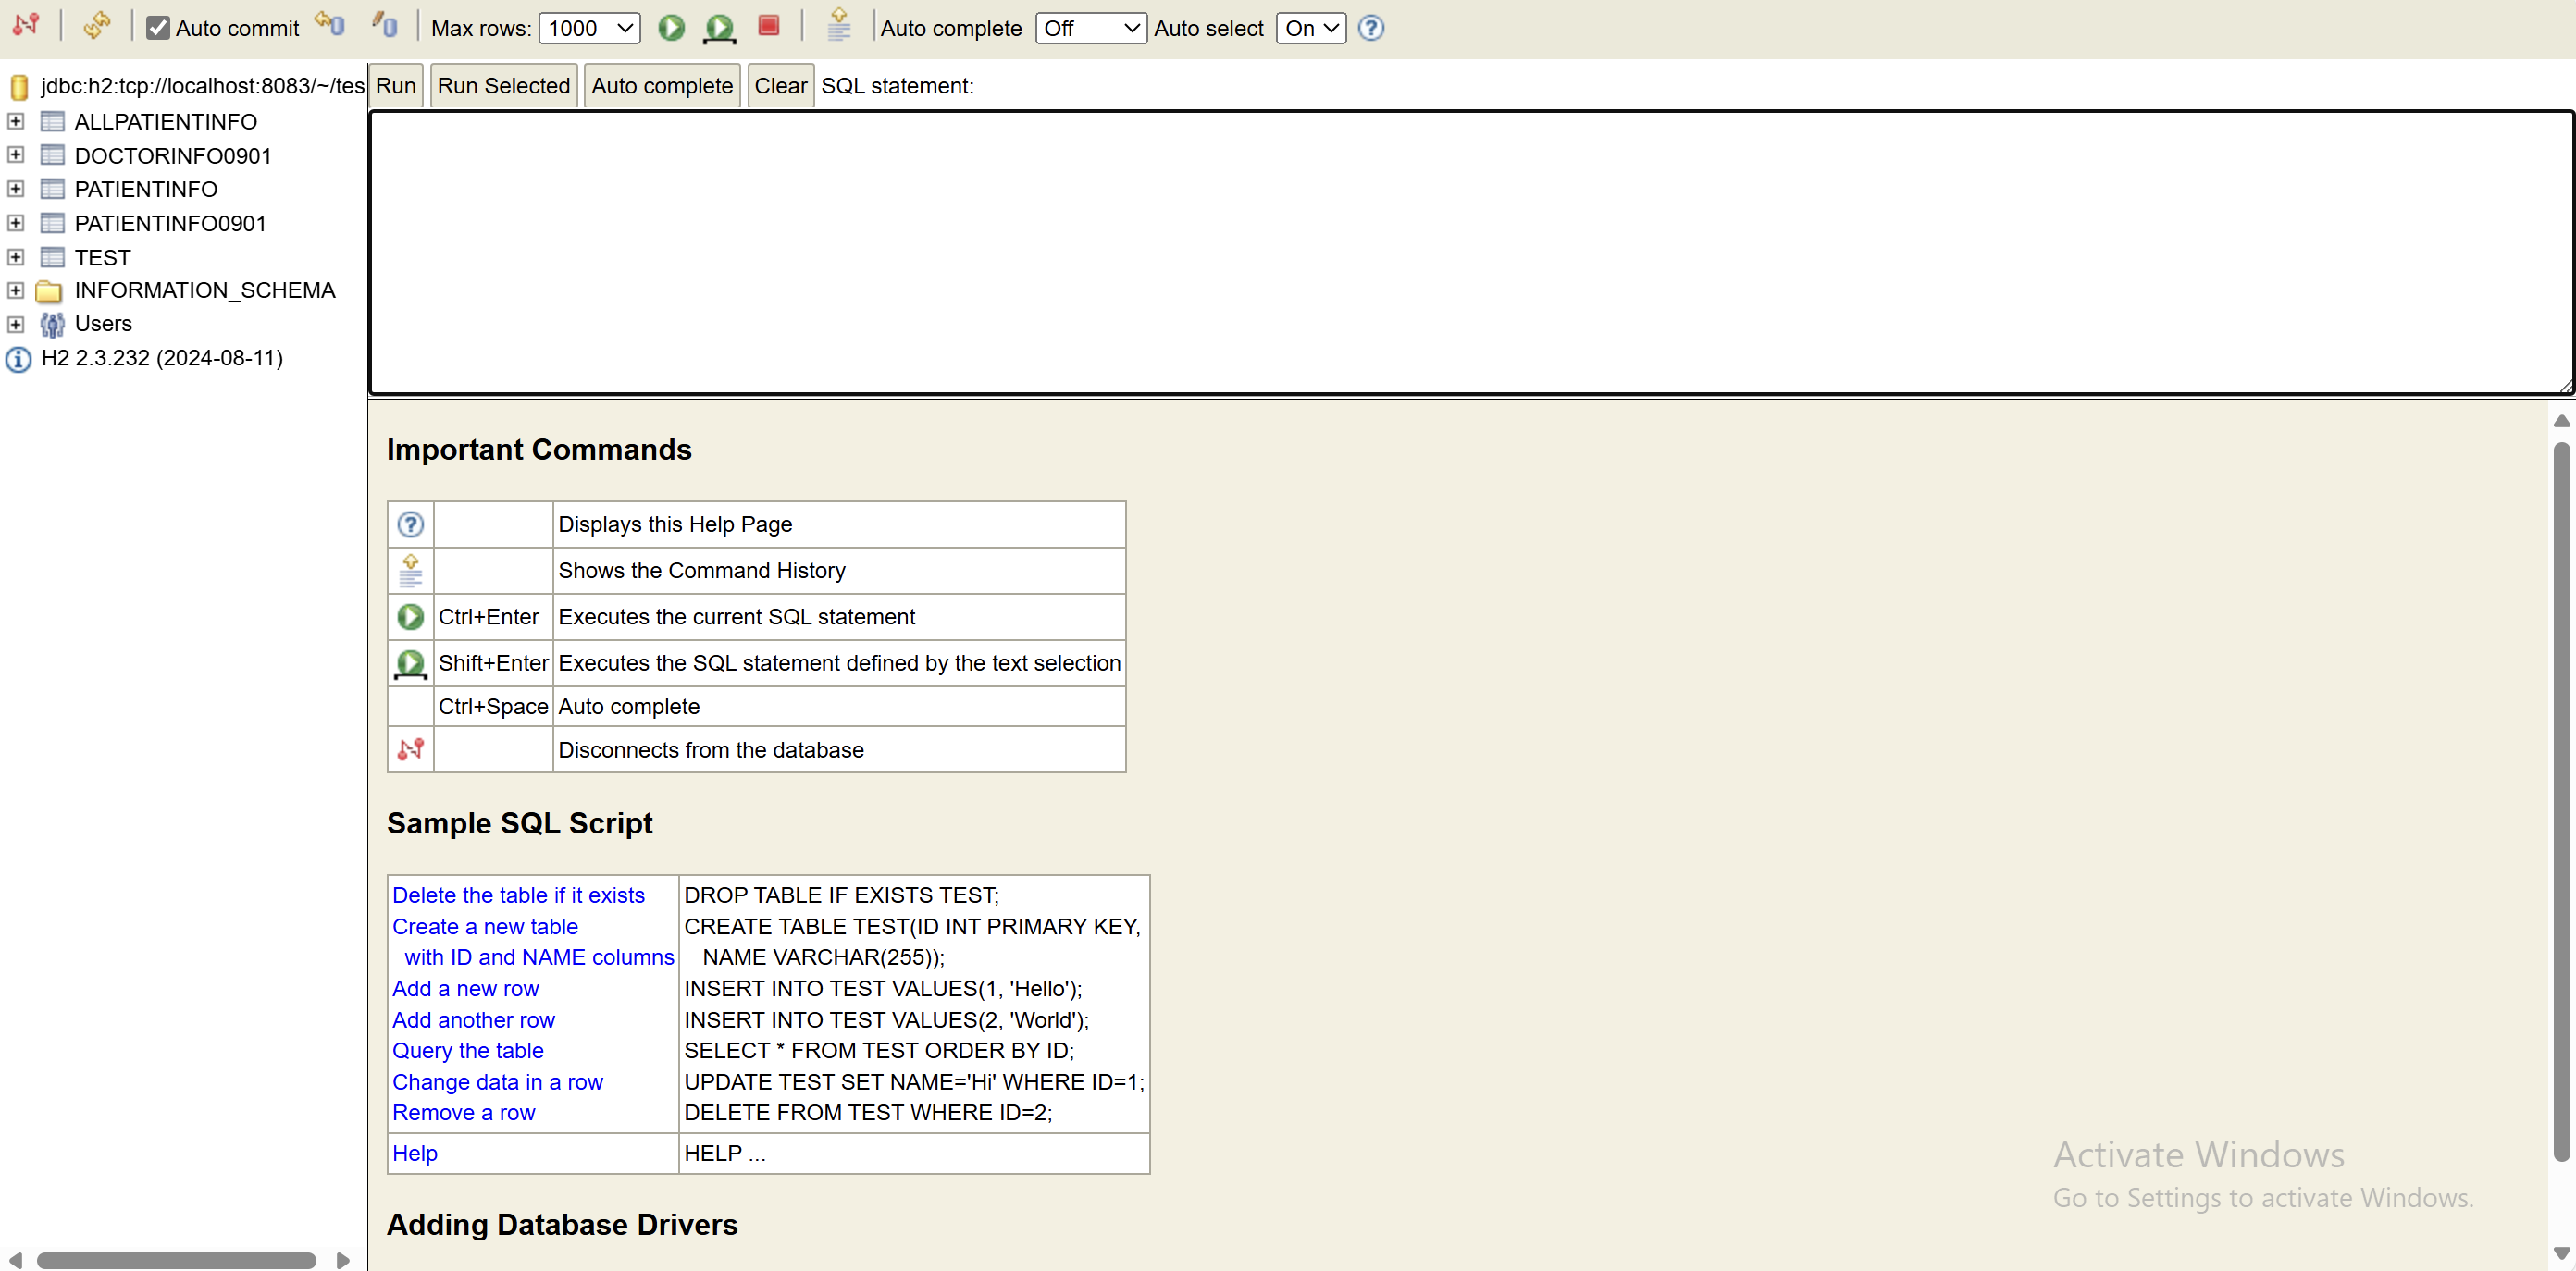 Auto commit Max rows: 1000 Auto complete Off Auto select On
jdbc:h2:tcp://localhost:8083/~/tes
ALLPATIENTINFO
DOCTORINFO0901
PATIENTINFO
PATIENTINFO0901
TEST
INFORMATION_SCHEMA
Users
H2 2.3.232 (2024-08-11)
Run Run Selected Auto complete Clear SQL statement:
Important Commands
Displays this Help Page
Shows the Command History
Ctrl+Enter Executes the current SQL statement
Shift+Enter Executes the SQL statement defined by the text selection
Ctrl+Space Auto complete
Disconnects from the database
Sample SQL Script
Delete the table if it exists DROP TABLE IF EXISTS TEST;
Create a new table CREATE TABLE TEST(ID INT PRIMARY KEY,
with ID and NAME columns NAME VARCHAR(255));
Add a new row INSERT INTO TEST VALUES(1, 'Hello');
Add another row INSERT INTO TEST VALUES(2, 'World');
Query the table SELECT * FROM TEST ORDER BY ID;
Change data in a row UPDATE TEST SET NAME='Hi' WHERE ID=1;
Remove a row DELETE FROM TEST WHERE ID=2;
Help HELP ...
Adding Database Drivers
Activate Windows
Go to Settings to activate Windows.